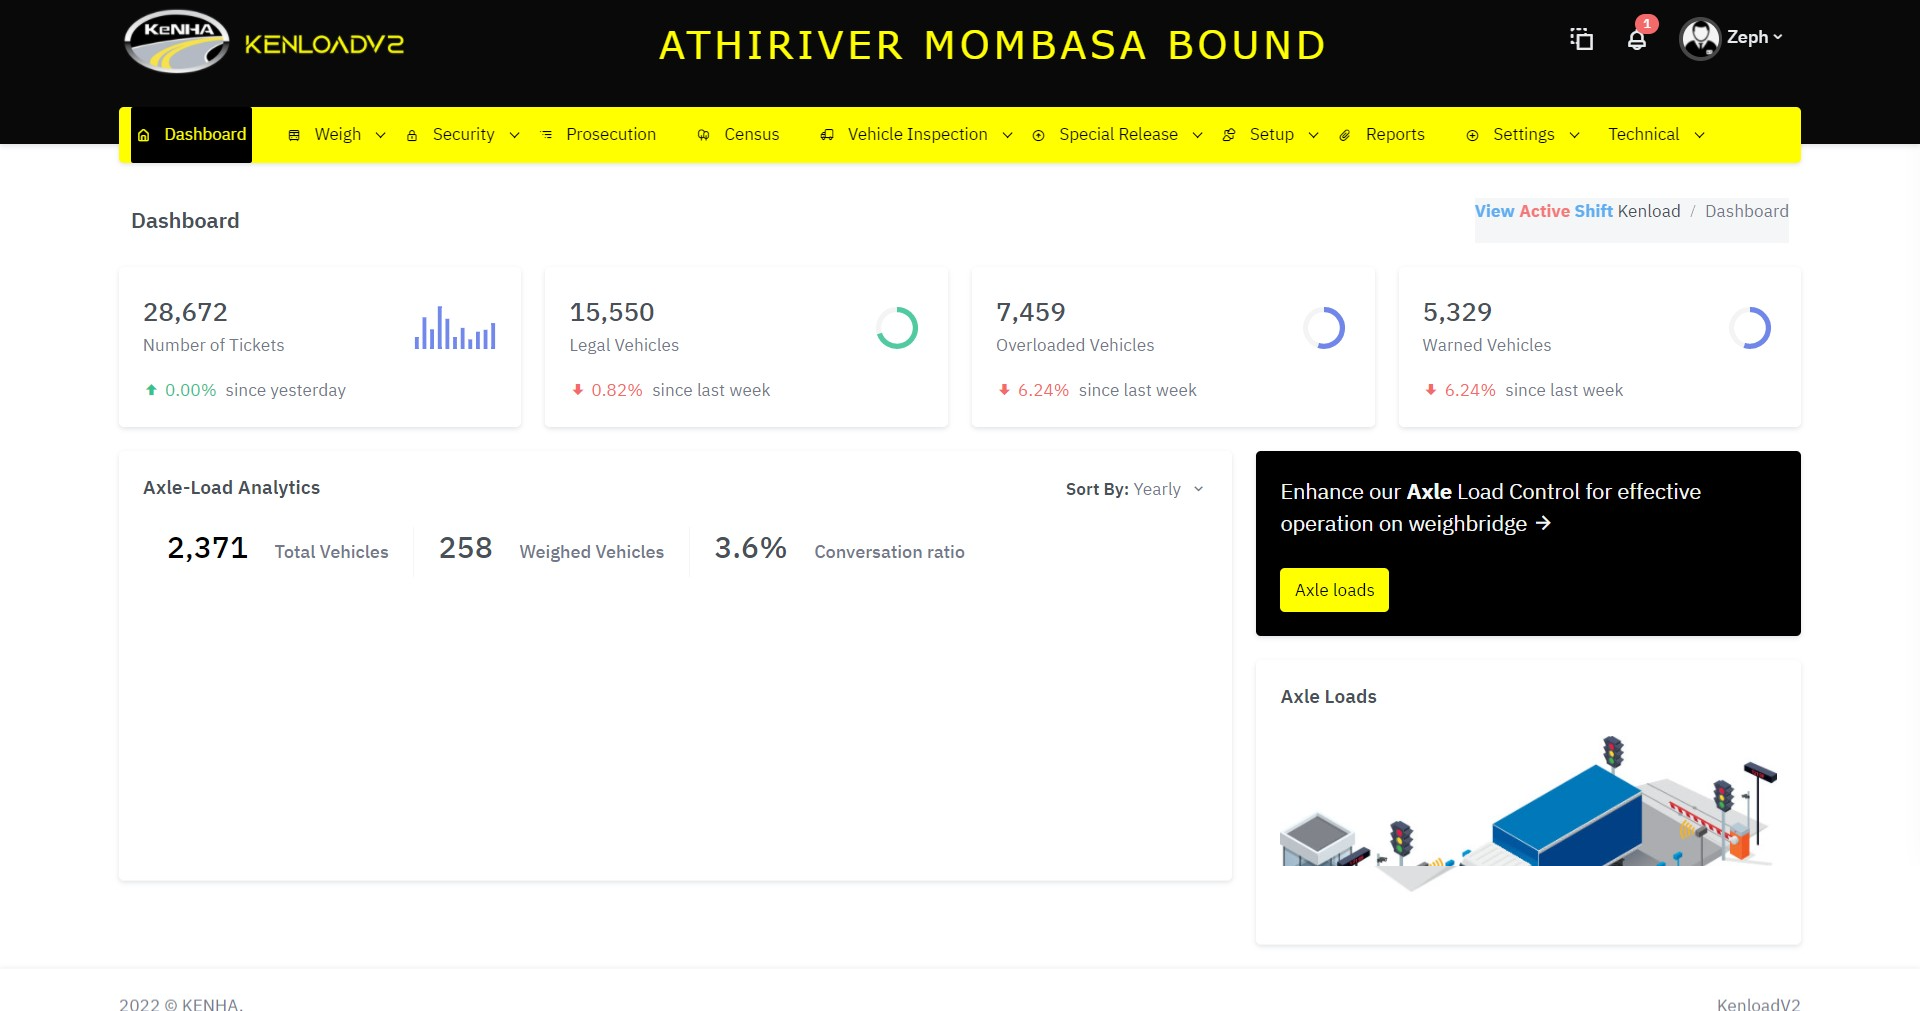 KeNHA
KENLOADV2
ATHIRIVER MOMBASA BOUND
1
Zeph
Dashboard
Weigh
Security
Prosecution
Census
Vehicle Inspection
Special Release
Setup
Reports
Settings
Technical
Dashboard
View Active Shift Kenload / Dashboard
28,672
Number of Tickets
0.00% since yesterday
15,550
Legal Vehicles
0.82% since last week
7,459
Overloaded Vehicles
6.24% since last week
5,329
Warned Vehicles
6.24% since last week
Axle-Load Analytics
Sort By: Yearly
2,371 Total Vehicles
258 Weighed Vehicles
3.6% Conversation ratio
Enhance our Axle Load Control for effective
operation on weighbridge →
Axle loads
Axle Loads
2022 © KENHA.
KenloadV2